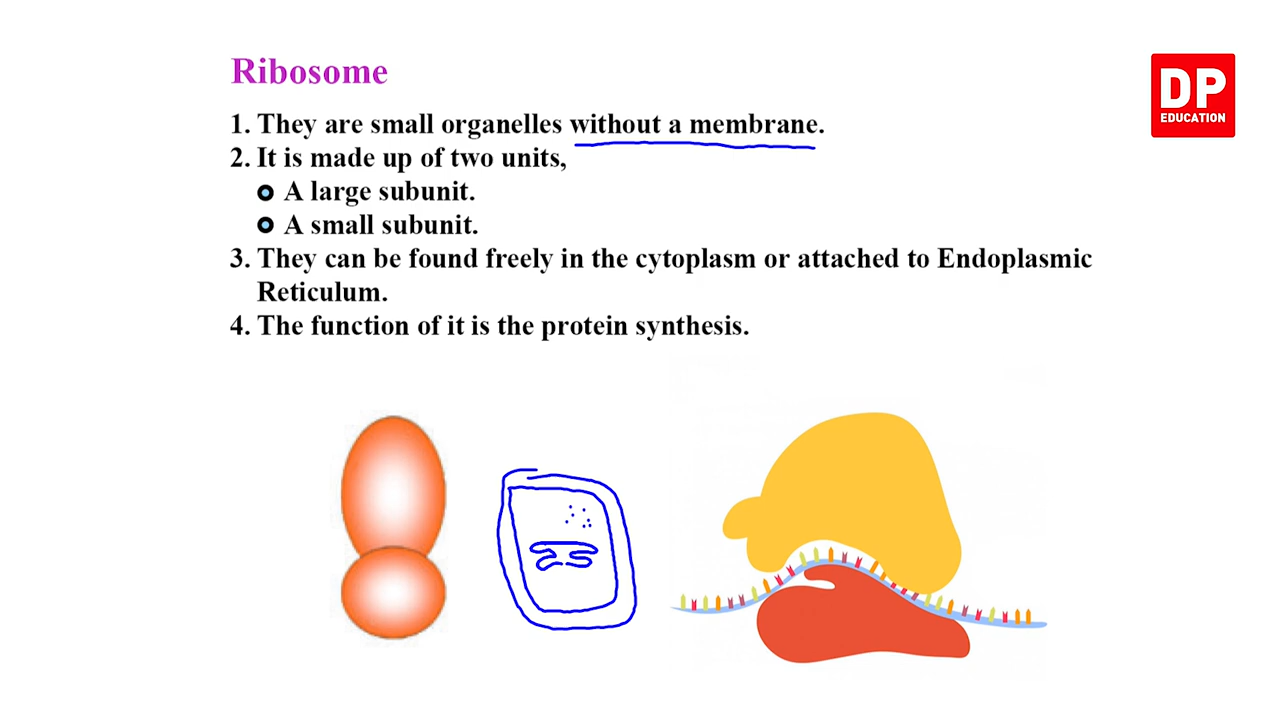 Ribosome
1. They are small organelles without a membrane.
2. It is made up of two units,
A large subunit.
A small subunit.
3. They can be found freely in the cytoplasm or attached to Endoplasmic
Reticulum.
4. The function of it is the protein synthesis.
DP
EDUCATION